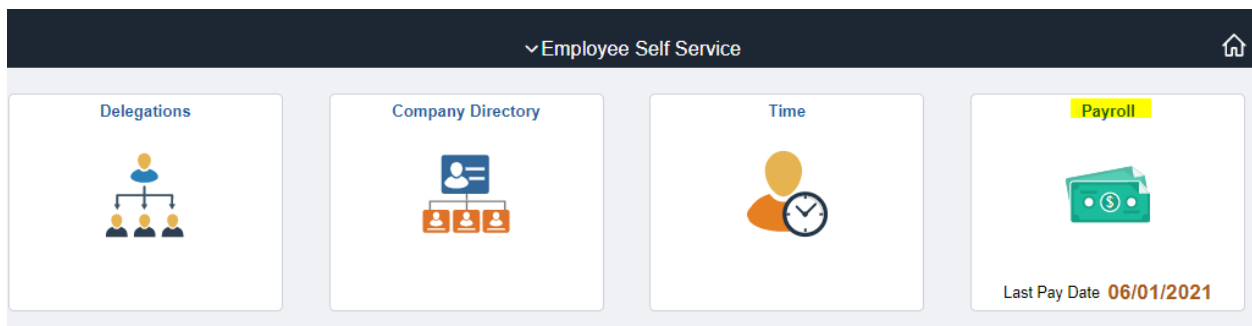 Employee Self Service
Delegations
Company Directory
Time
Payroll
$
Last Pay Date 06/01/2021